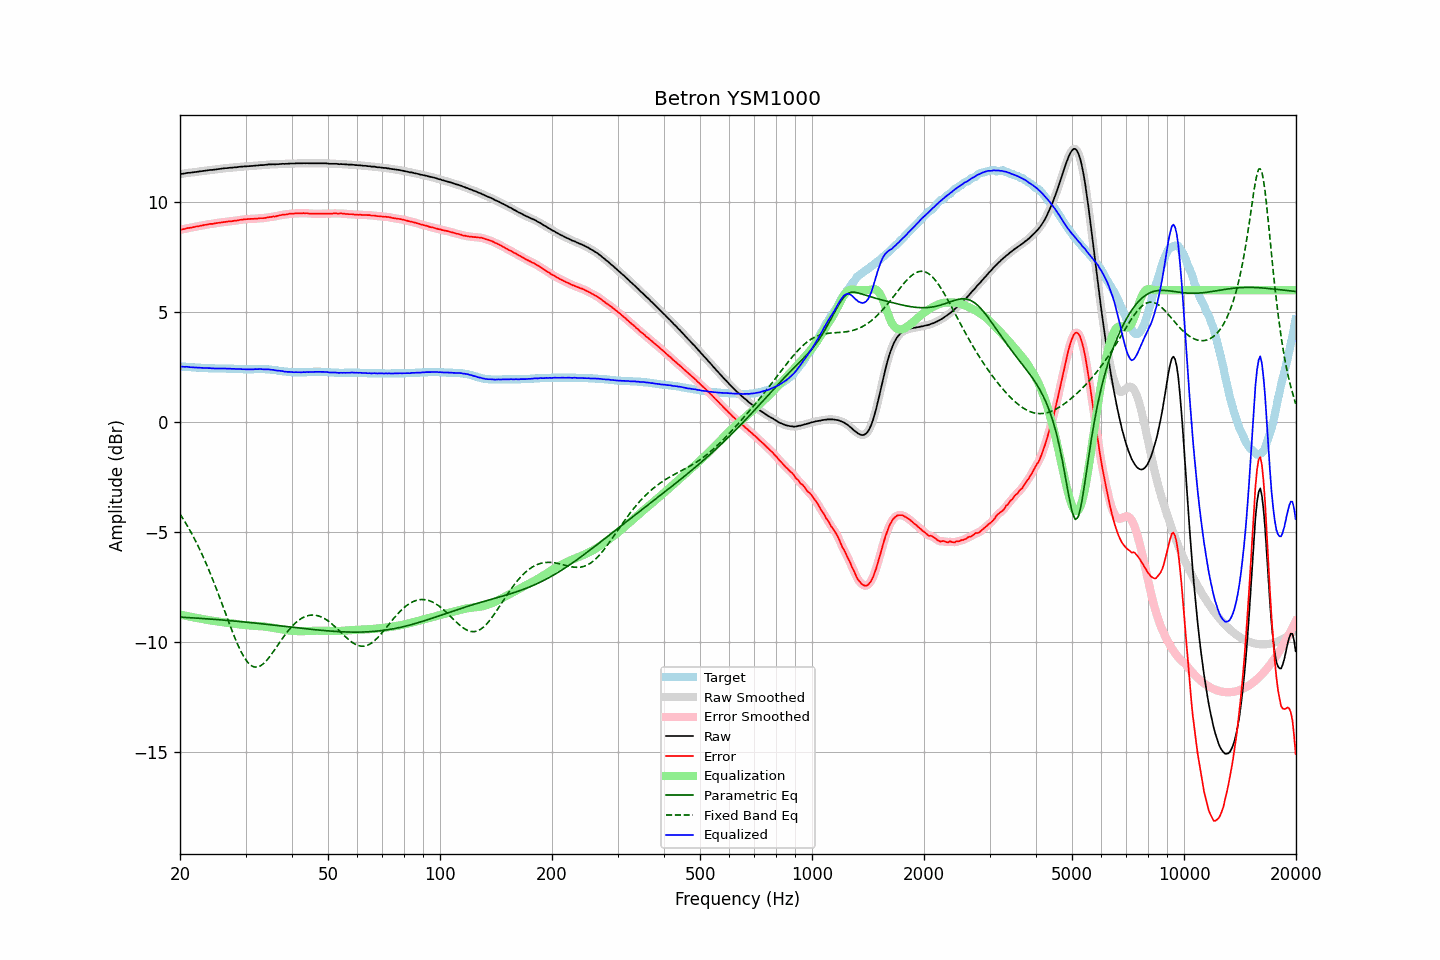 Betron YSM1000
Amplitude (dBr)
10
5
0
−5
−10
−15
Target
Raw Smoothed
Error Smoothed
Raw
Error
Equalization
Parametric Eq
Fixed Band Eq
Equalized
20
50
100
200
500
1000
2000
5000
10000
20000
Frequency (Hz)